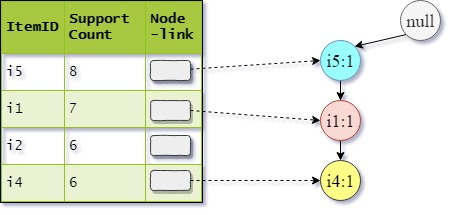 null
ItemID Support Count Node -link
i5 8
i5:1
i1 7
i1:1
i2 6
i4 6
i4:1